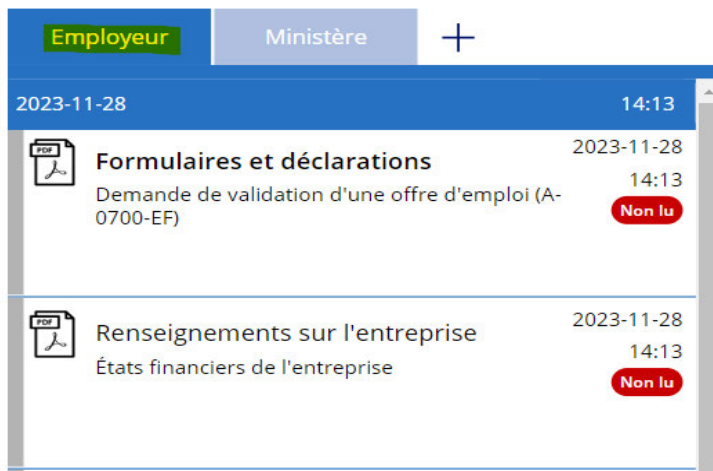 Employeur Ministère +
2023-11-28 14:13
PDF
Formulaires et déclarations
2023-11-28
14:13
Demande de validation d'une offre d'emploi (A-
0700-EF)
Non lu
PDF
Renseignements sur l'entreprise
2023-11-28
14:13
États financiers de l'entreprise
Non lu